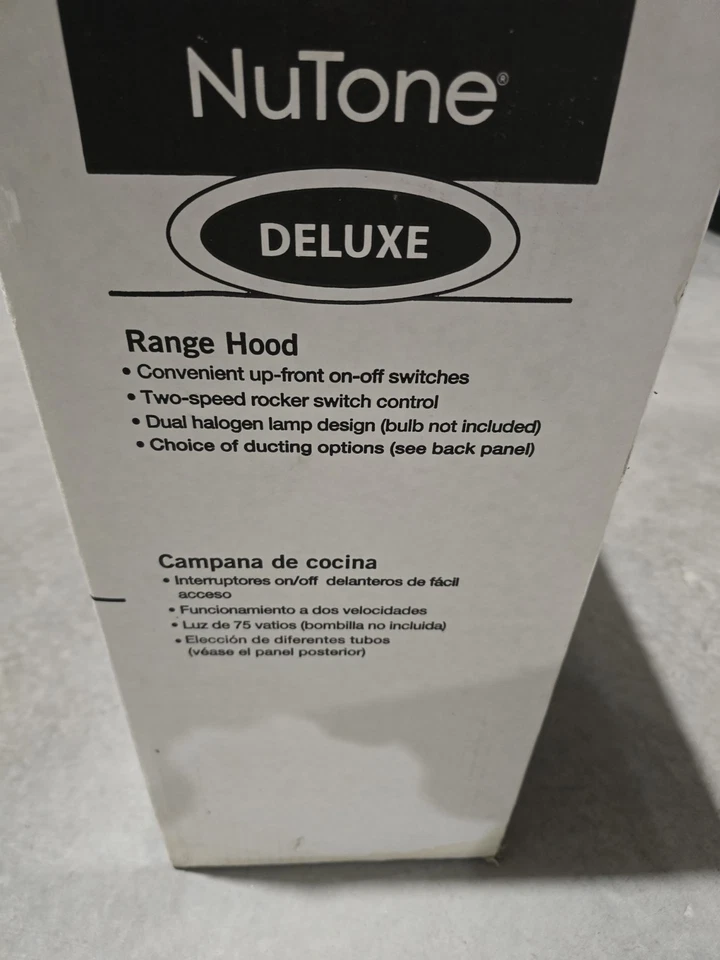 NuTone®
DELUXE
Range Hood
• Convenient up-front on-off switches
• Two-speed rocker switch control
• Dual halogen lamp design (bulb not included)
• Choice of ducting options (see back panel)
Campana de cocina
• Interruptores on/off delanteros de fácil
acceso
• Funcionamiento a dos velocidades
• Luz de 75 vatios (bombilla no incluida)
• Elección de diferentes tubos
(véase el panel posterior)